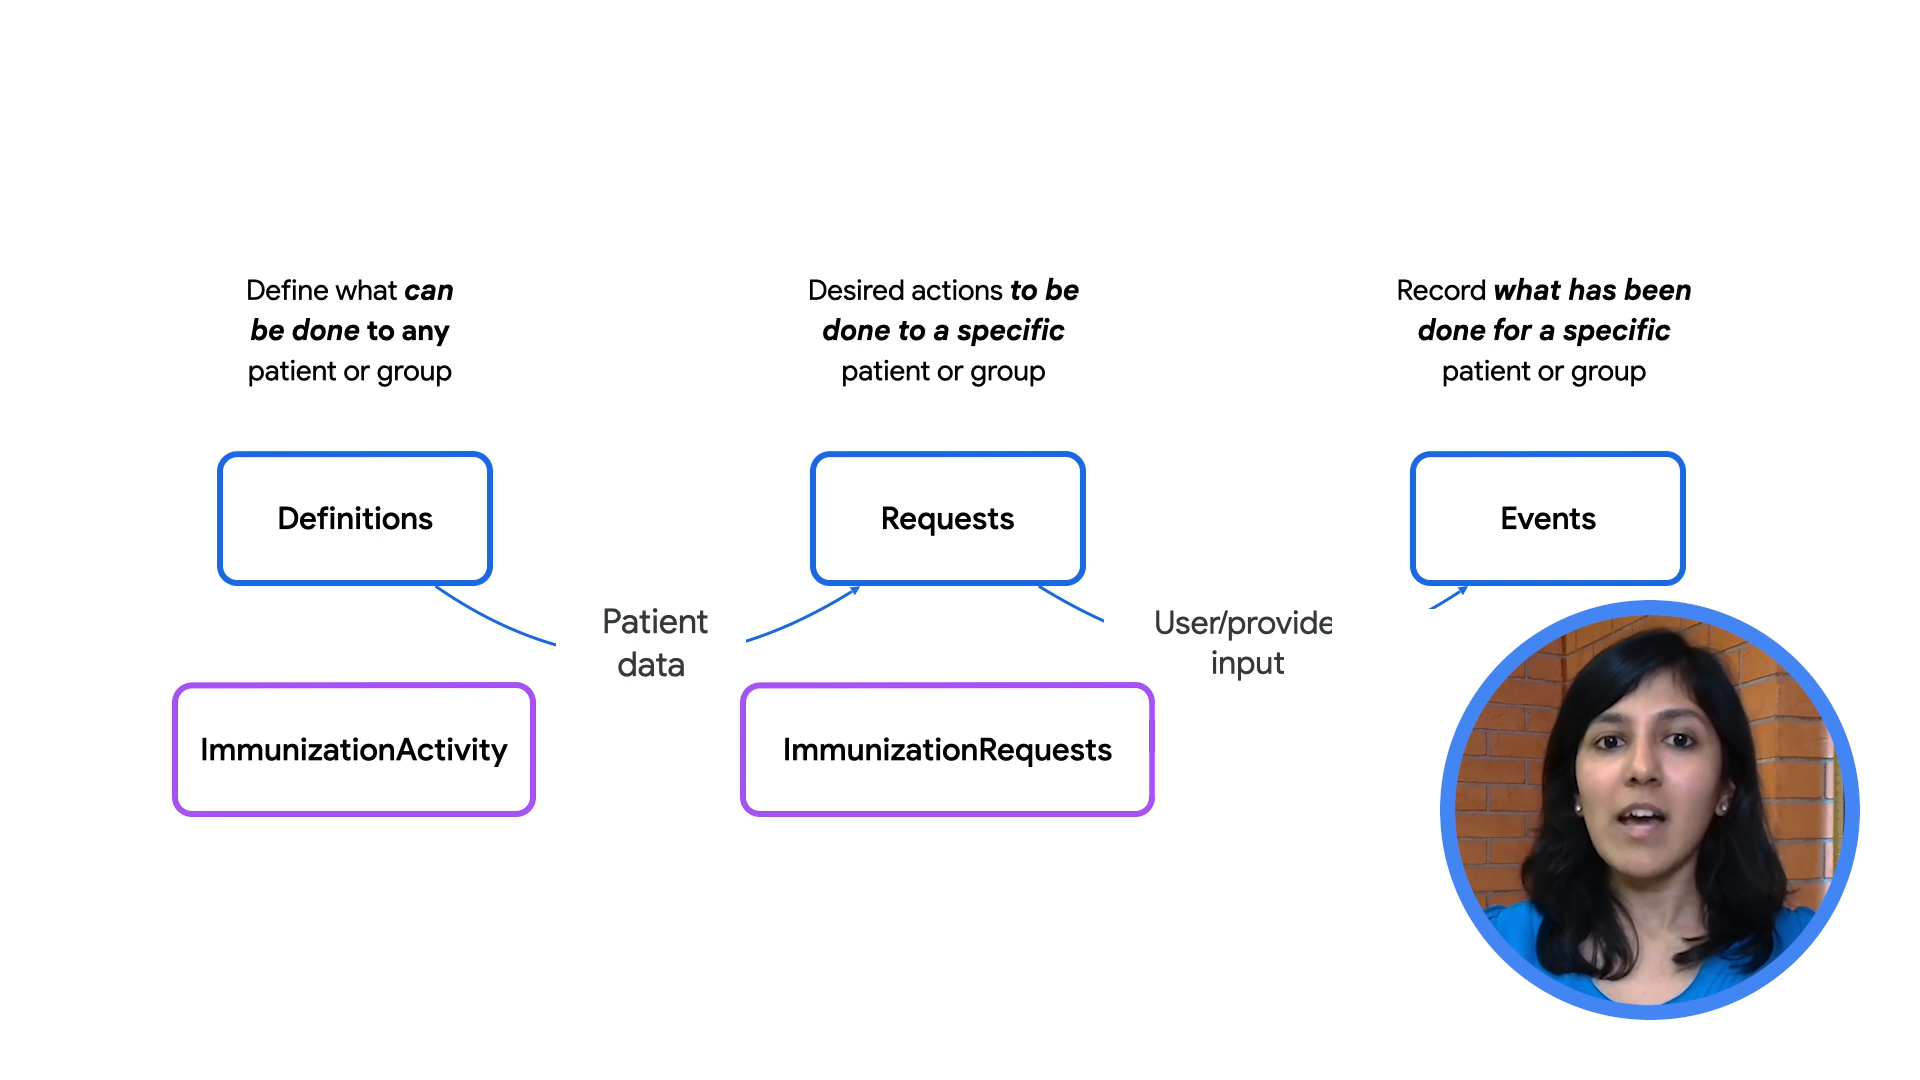 Define what can
be done to any
patient or group
Desired actions to be
done to a specific
patient or group
Record what has been
done for a specific
patient or group
Definitions
Requests
Events
Patient
data
User/provide
input
ImmunizationActivity
ImmunizationRequests